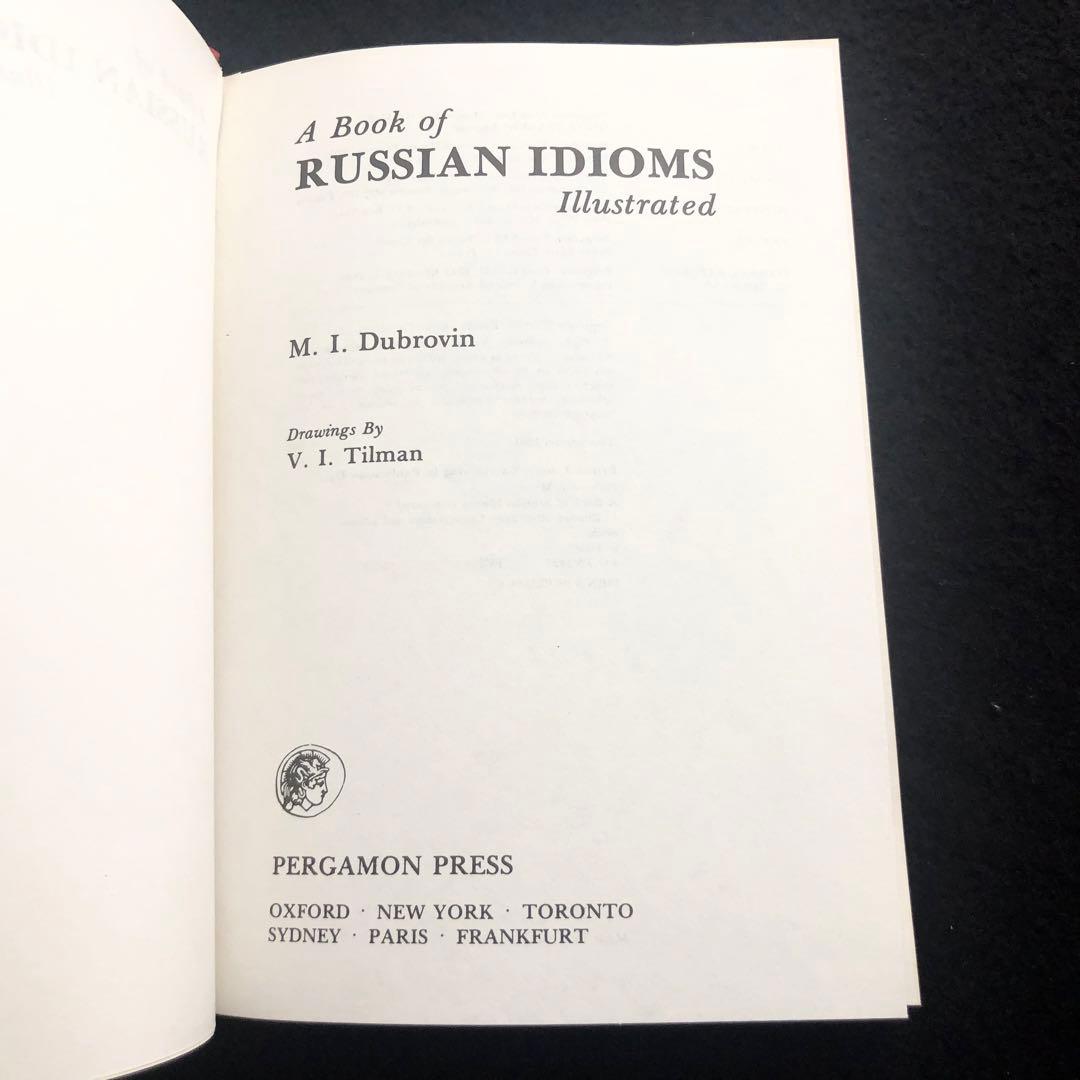 A Book of
RUSSIAN IDIOMS
Illustrated
M. I. Dubrovin
Drawings By
V. I. Tilman
PERGAMON PRESS
OXFORD · NEW YORK · TORONTO
SYDNEY · PARIS · FRANKFURT